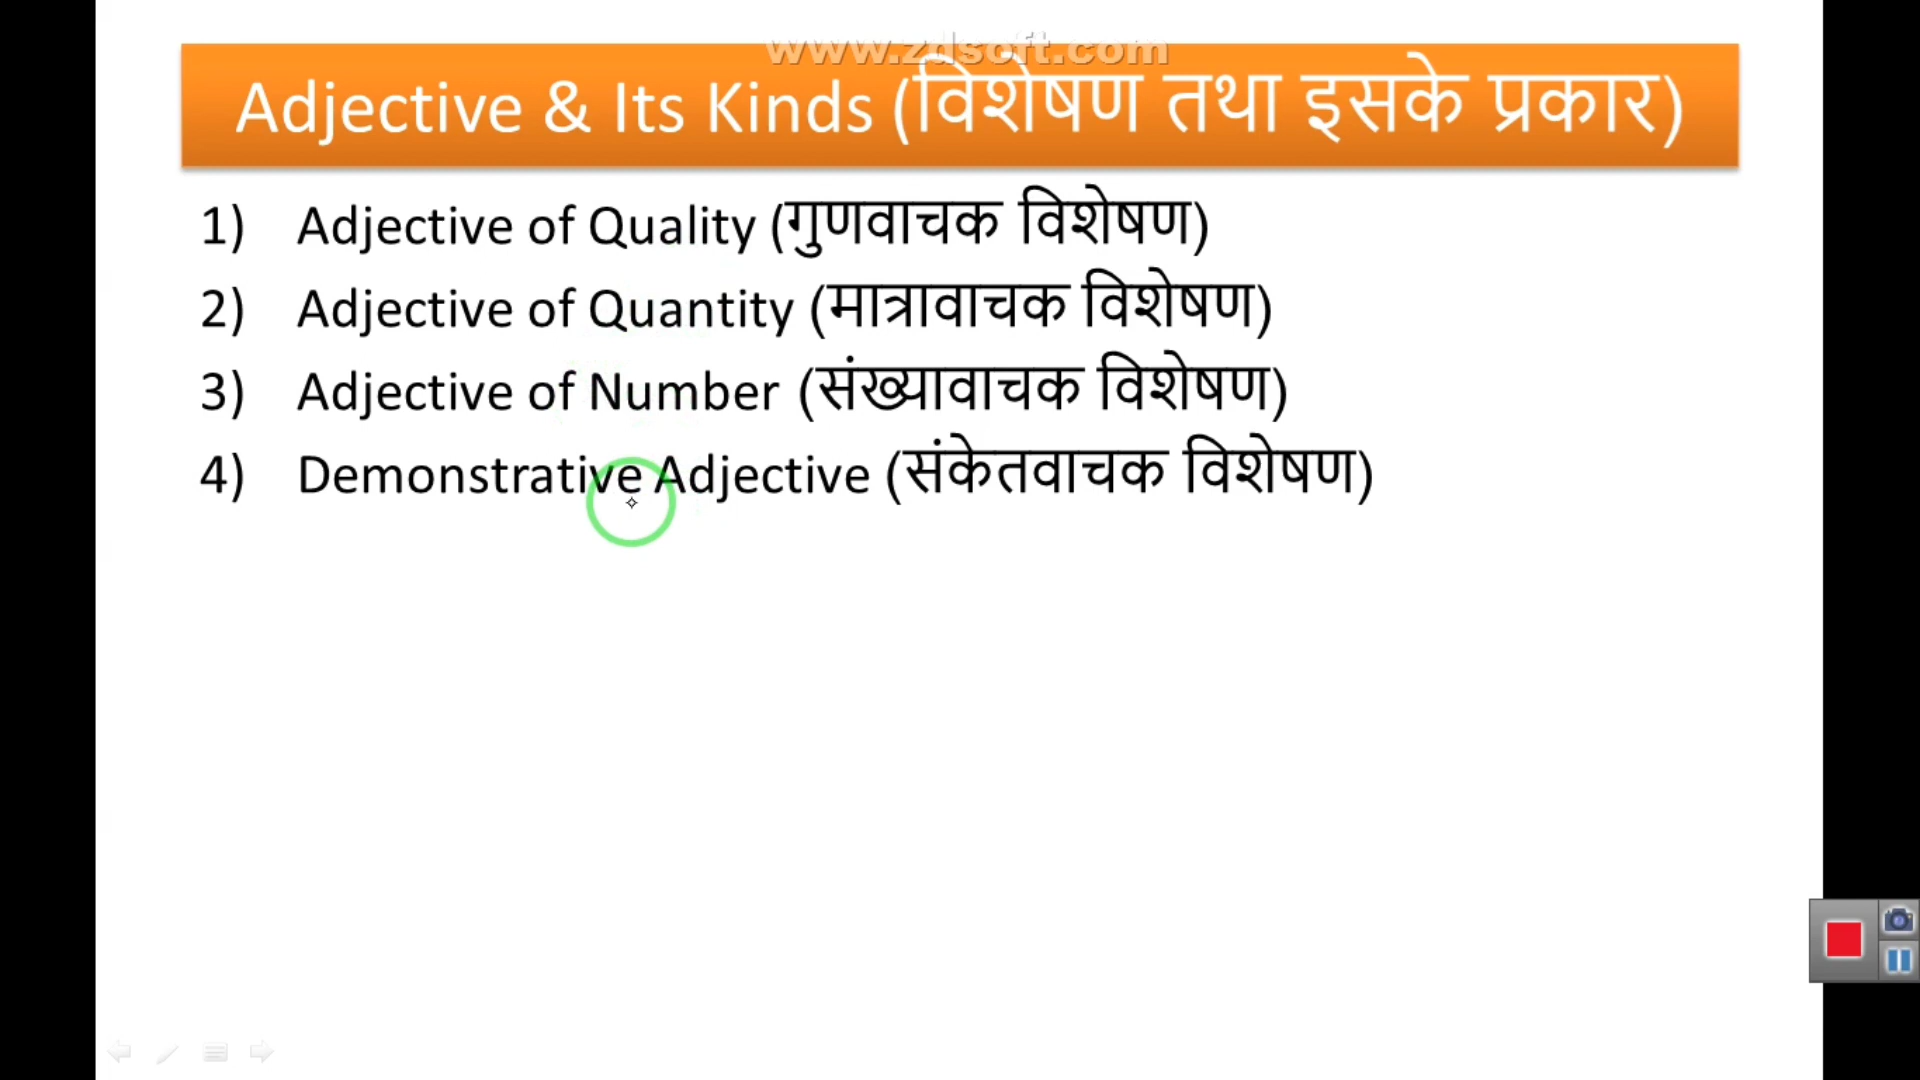 www.zdsoft.com
Adjective & Its Kinds (विशेषण तथा इसके प्रकार)
1) Adjective of Quality (गुणवाचक विशेषण)
2) Adjective of Quantity (मात्रावाचक विशेषण)
3) Adjective of Number (संख्यावाचक विशेषण)
4) Demonstrative Adjective (संकेतवाचक विशेषण)